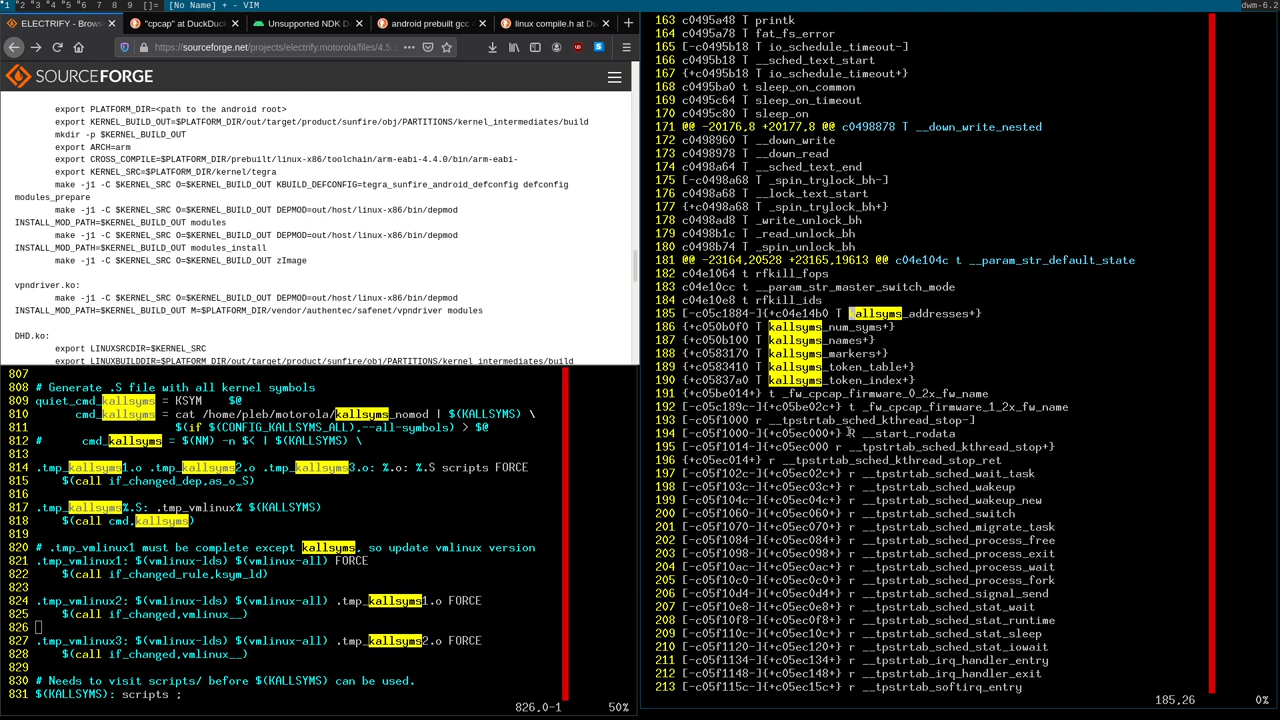 1 2 3 4 5 6 7 8 9 []= [No Name] + - VIM dwm-6.2
ELECTRIFY - Brows × "cpcap" at DuckDuc × Unsupported NDK D × android prebuilt gcc × linux compile.h at Du × +
https://sourceforge.net/projects/electrify.motorola/files/4.5.
SOURCEFORGE
export PLATFORM_DIR=<path to the android root>
export KERNEL_BUILD_OUT=$PLATFORM_DIR/out/target/product/sunfire/obj/PARTITIONS/kernel_intermediates/build
mkdir -p $KERNEL_BUILD_OUT
export ARCH=arm
export CROSS_COMPILE=$PLATFORM_DIR/prebuilt/linux-x86/toolchain/arm-eabi-4.4.0/bin/arm-eabi-
export KERNEL_SRC=$PLATFORM_DIR/kernel/tegra
make -j1 -C $KERNEL_SRC O=$KERNEL_BUILD_OUT KBUILD_DEFCONFIG=tegra_sunfire_android_defconfig defconfig
modules_prepare
make -j1 -C $KERNEL_SRC O=$KERNEL_BUILD_OUT DEPMOD=out/host/linux-x86/bin/depmod
INSTALL_MOD_PATH=$KERNEL_BUILD_OUT modules
make -j1 -C $KERNEL_SRC O=$KERNEL_BUILD_OUT DEPMOD=out/host/linux-x86/bin/depmod
INSTALL_MOD_PATH=$KERNEL_BUILD_OUT modules_install
make -j1 -C $KERNEL_SRC O=$KERNEL_BUILD_OUT zImage
vpndriver.ko:
make -j1 -C $KERNEL_SRC O=$KERNEL_BUILD_OUT DEPMOD=out/host/linux-x86/bin/depmod
INSTALL_MOD_PATH=$KERNEL_BUILD_OUT M=$PLATFORM_DIR/vendor/authentec/safenet/vpndriver modules
DHD.ko:
export LINUXSRCDIR=$KERNEL_SRC
export LINUXBUILDDIR=$PLATFORM_DIR/out/target/product/sunfire/obj/PARTITIONS/kernel_intermediates/build
807
808 # Generate .S file with all kernel symbols
809 quiet_cmd_kallsyms = KSYM    $@
810       cmd_kallsyms = cat /home/pleb/motorola/kallsyms_nomod | $(KALLSYMS) \
811                      $(if $(CONFIG_KALLSYMS_ALL),--all-symbols) > $@
812 #     cmd_kallsyms = $(NM) -n $< | $(KALLSYMS) \
813
814 .tmp_kallsyms1.o .tmp_kallsyms2.o .tmp_kallsyms3.o: %.o: %.S scripts FORCE
815     $(call if_changed_dep,as_o_S)
816
817 .tmp_kallsyms%.S: .tmp_vmlinux% $(KALLSYMS)
818     $(call cmd,kallsyms)
819
820 # .tmp_vmlinux1 must be complete except kallsyms, so update vmlinux version
821 .tmp_vmlinux1: $(vmlinux-lds) $(vmlinux-all) FORCE
822     $(call if_changed_rule,ksym_ld)
823
824 .tmp_vmlinux2: $(vmlinux-lds) $(vmlinux-all) .tmp_kallsyms1.o FORCE
825     $(call if_changed,vmlinux__)
826
827 .tmp_vmlinux3: $(vmlinux-lds) $(vmlinux-all) .tmp_kallsyms2.o FORCE
828     $(call if_changed,vmlinux__)
829
830 # Needs to visit scripts/ before $(KALLSYMS) can be used.
831 $(KALLSYMS): scripts ;
826,0-1 50%
163 c0495a48 T printk
164 c0495a78 T fat_fs_error
165 [-c0495b18 T io_schedule_timeout-]
166 c0495b18 T __sched_text_start
167 {+c0495b18 T io_schedule_timeout+}
168 c0495ba0 t sleep_on_common
169 c0495c64 T sleep_on_timeout
170 c0495c80 T sleep_on
171 @@ -20176,8 +20177,8 @@ c0498878 T __down_write_nested
172 c0498960 T __down_write
173 c0498978 T __down_read
174 c0498a64 T __sched_text_end
175 [-c0498a68 T _spin_trylock_bh-]
176 c0498a68 T __lock_text_start
177 {+c0498a68 T _spin_trylock_bh+}
178 c0498ad8 T _write_unlock_bh
179 c0498b1c T _read_unlock_bh
180 c0498b74 T _spin_unlock_bh
181 @@ -23164,20528 +23165,19613 @@ c04e104c t __param_str_default_state
182 c04e1064 t rfkill_fops
183 c04e10cc t __param_str_master_switch_mode
184 c04e10e8 t rfkill_ids
185 [-c05c1884-]{+c04e14b0 T kallsyms_addresses+}
186 {+c050b0f0 T kallsyms_num_syms+}
187 {+c050b100 T kallsyms_names+}
188 {+c0583170 T kallsyms_markers+}
189 {+c0583410 T kallsyms_token_table+}
190 {+c05837a0 T kallsyms_token_index+}
191 {+c05be014+} t _fw_cpcap_firmware_0_2x_fw_name
192 [-c05c189c-]{+c05be02c+} t _fw_cpcap_firmware_1_2x_fw_name
193 [-c05f1000 r __tpstrtab_sched_kthread_stop-]
194 [-c05f1000-]{+c05ec000+} R __start_rodata
195 [-c05f1014-]{+c05ec000 r __tpstrtab_sched_kthread_stop+}
196 {+c05ec014+} r __tpstrtab_sched_kthread_stop_ret
197 [-c05f102c-]{+c05ec02c+} r __tpstrtab_sched_wait_task
198 [-c05f103c-]{+c05ec03c+} r __tpstrtab_sched_wakeup
199 [-c05f104c-]{+c05ec04c+} r __tpstrtab_sched_wakeup_new
200 [-c05f1060-]{+c05ec060+} r __tpstrtab_sched_switch
201 [-c05f1070-]{+c05ec070+} r __tpstrtab_sched_migrate_task
202 [-c05f1084-]{+c05ec084+} r __tpstrtab_sched_process_free
203 [-c05f1098-]{+c05ec098+} r __tpstrtab_sched_process_exit
204 [-c05f10ac-]{+c05ec0ac+} r __tpstrtab_sched_process_wait
205 [-c05f10c0-]{+c05ec0c0+} r __tpstrtab_sched_process_fork
206 [-c05f10d4-]{+c05ec0d4+} r __tpstrtab_sched_signal_send
207 [-c05f10e8-]{+c05ec0e8+} r __tpstrtab_sched_stat_wait
208 [-c05f10f8-]{+c05ec0f8+} r __tpstrtab_sched_stat_runtime
209 [-c05f110c-]{+c05ec10c+} r __tpstrtab_sched_stat_sleep
210 [-c05f1120-]{+c05ec120+} r __tpstrtab_sched_stat_iowait
211 [-c05f1134-]{+c05ec134+} r __tpstrtab_irq_handler_entry
212 [-c05f1148-]{+c05ec148+} r __tpstrtab_irq_handler_exit
213 [-c05f115c-]{+c05ec15c+} r __tpstrtab_softirq_entry
185,26 0%